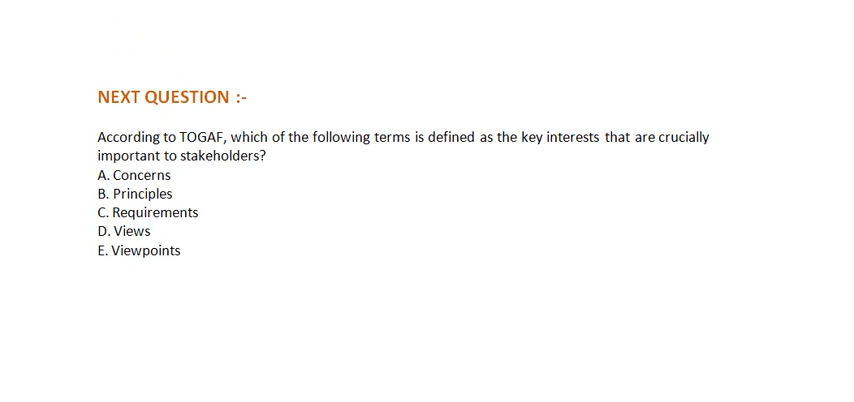 NEXT QUESTION :-
According to TOGAF, which of the following terms is defined as the key interests that are crucially
important to stakeholders?
A. Concerns
B. Principles
C. Requirements
D. Views
E. Viewpoints